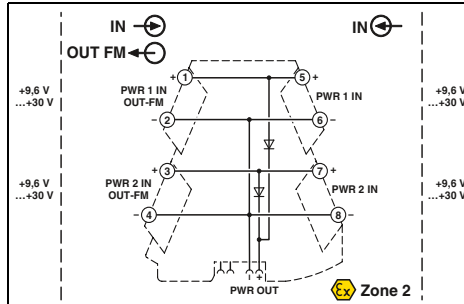 IN
OUT FM
IN
+9,6 V
...+30 V
+9,6 V
...+30 V
+ 1
5 +
PWR 1 IN
OUT-FM
PWR 1 IN
- 2
6 -
+ 3
7 +
PWR 2 IN
OUT-FM
PWR 2 IN
- 4
8 -
+9,6 V
...+30 V
+9,6 V
...+30 V
- +
PWR OUT
Ex Zone 2